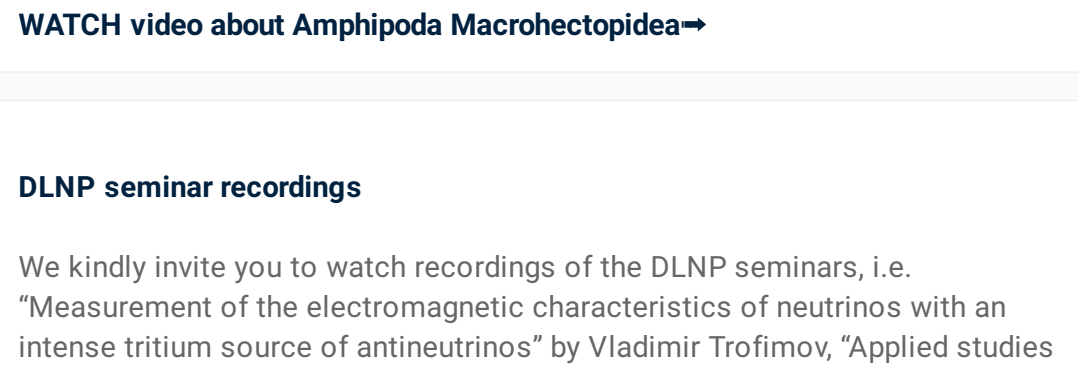 WATCH video about Amphipoda Macrohectopidea➞
DLNP seminar recordings
We kindly invite you to watch recordings of the DLNP seminars, i.e.
“Measurement of the electromagnetic characteristics of neutrinos with an
intense tritium source of antineutrinos” by Vladimir Trofimov, “Applied studies